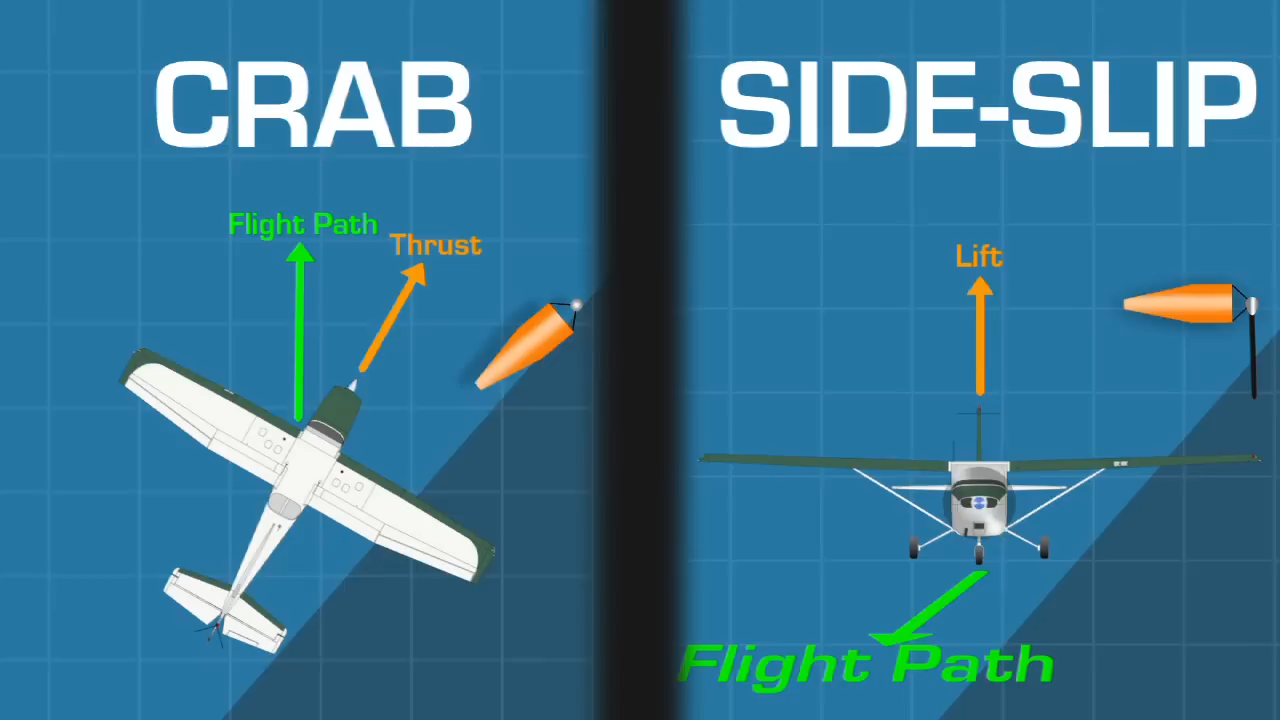 CRAB
Flight Path
Thrust
SIDE-SLIP
Lift
Flight Path